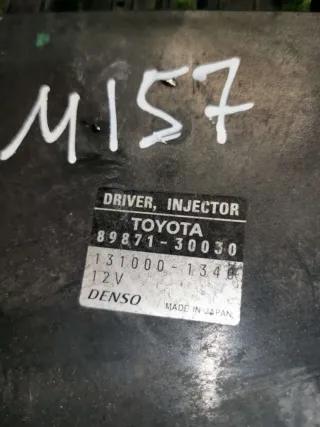 M157
DRIVER, INJECTOR
TOYOTA
89871-30030
131000-1340
12V
DENSO MADE IN JAPAN